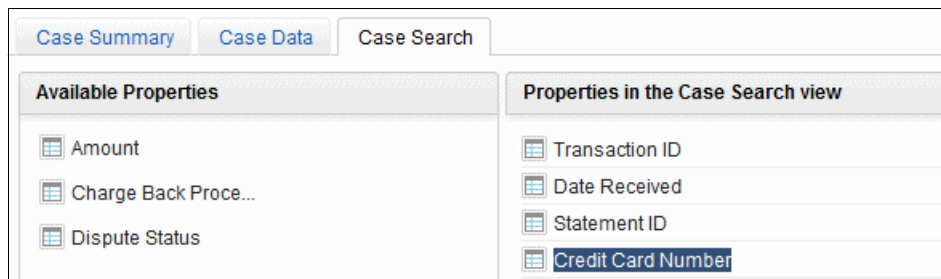 Case Summary Case Data Case Search
Available Properties
Amount
Charge Back Proce...
Dispute Status
Properties in the Case Search view
Transaction ID
Date Received
Statement ID
Credit Card Number